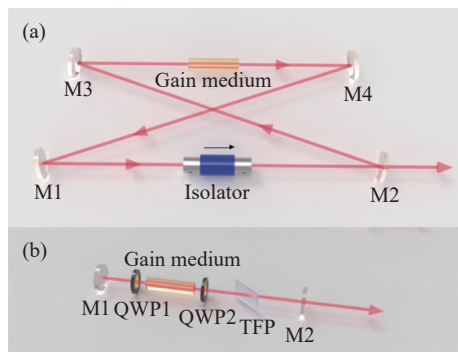 (a)
Gain medium
M3
M4
M1
Isolator
M2
(b)
Gain medium
M1 QWP1
QWP2
TFP
M2